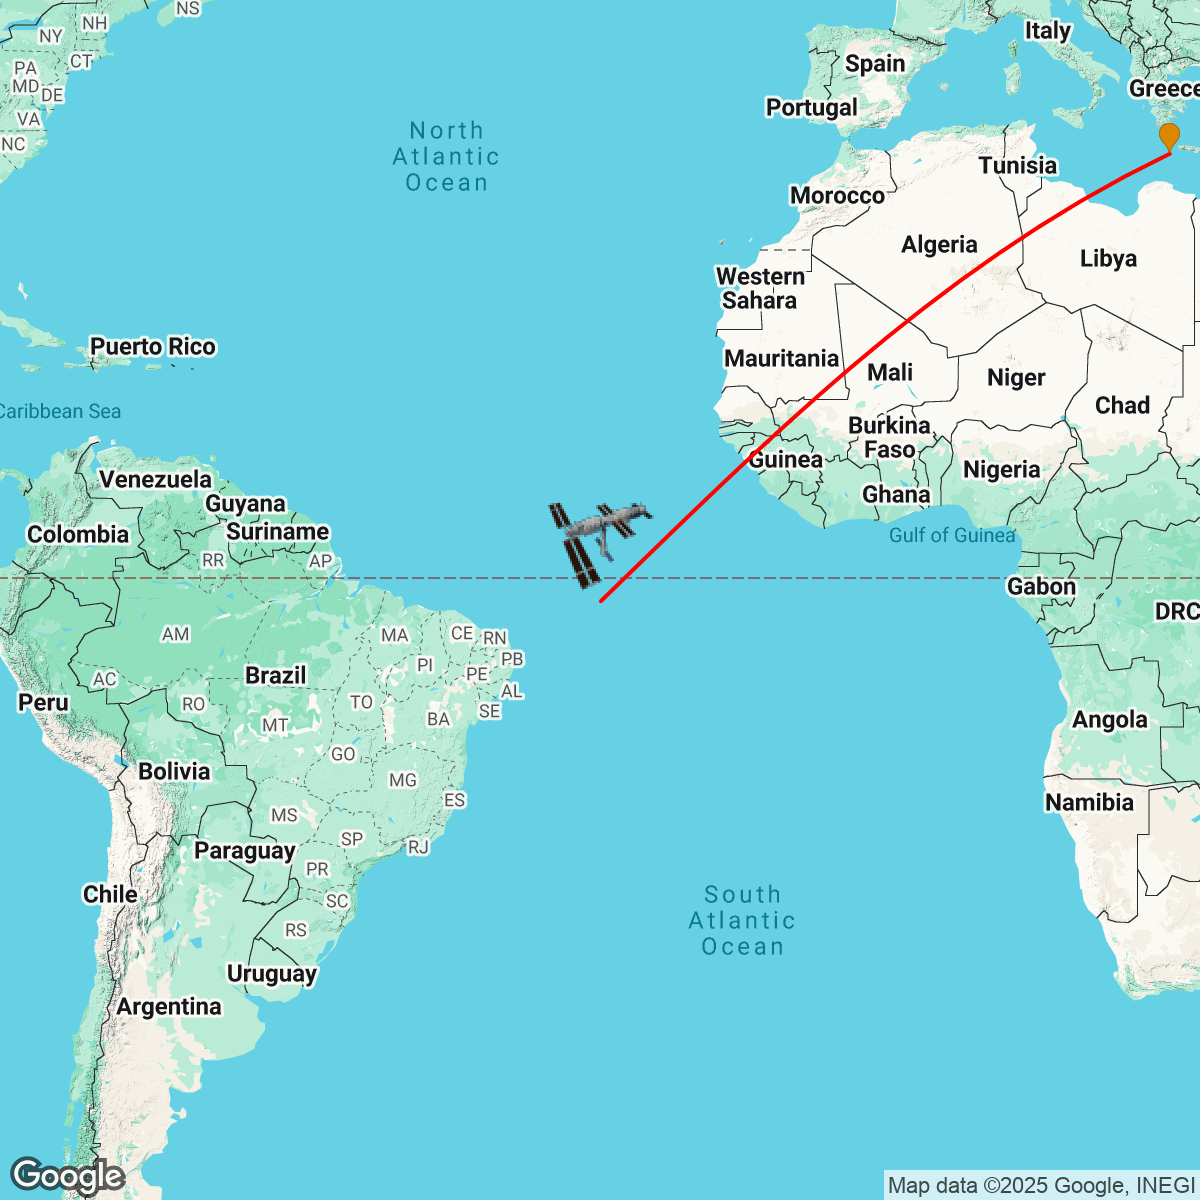 NS
NH
NY
CT
PA
MD
DE
VA
NC
North
Atlantic
Ocean
Italy
Spain
Greece
Portugal
Tunisia
Morocco
Algeria
Libya
Western
Sahara
Puerto Rico
Mauritania
Mali
Niger
Chad
Caribbean Sea
Burkina
Faso
Guinea
Nigeria
Ghana
Venezuela
Guyana
Suriname
Colombia
Gulf of Guinea
RR
AP
Gabon
DRC
AM
MA
CE
RN
PB
PI
PE
AC
Brazil
AL
Peru
RO
TO
SE
MT
BA
Angola
GO
Bolivia
MG
ES
Namibia
MS
SP
RJ
Paraguay
PR
Chile
SC
South
Atlantic
Ocean
RS
Uruguay
Argentina
Google
Map data ©2025 Google, INEGI